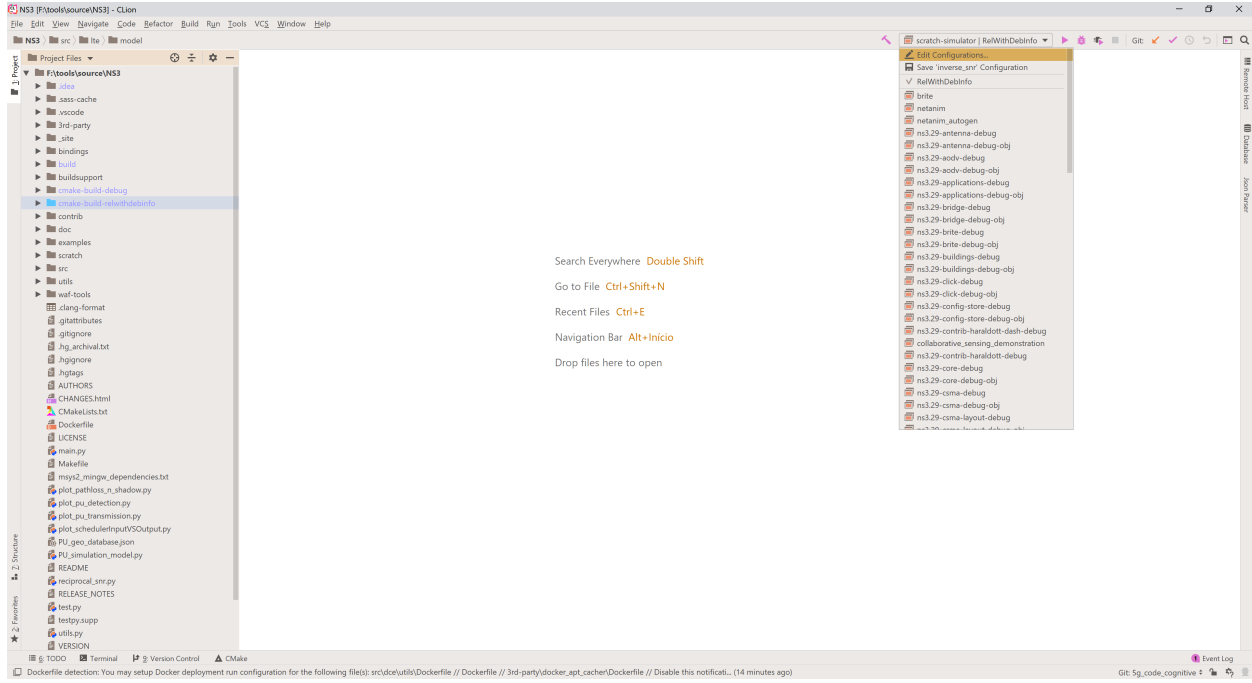 NS3 [F:\tools\source\NS3] - CLion
File Edit View Navigate Code Refactor Build Run Tools VCS Window Help
NS3 src lte model
scratch-simulator | RelWithDebInfo
Git:
1: Project
Project Files
F:\tools\source\NS3
.idea
.sass-cache
.vscode
3rd-party
_site
bindings
build
buildsupport
cmake-build-debug
cmake-build-relwithdebinfo
contrib
doc
examples
scratch
src
utils
waf-tools
.clang-format
.gitattributes
.gitignore
.hg_archival.txt
.hgignore
.hgtags
AUTHORS
CHANGES.html
CMakeLists.txt
Dockerfile
LICENSE
main.py
Makefile
msys2_mingw_dependencies.txt
plot_pathloss_n_shadow.py
plot_pu_detection.py
plot_pu_transmission.py
plot_schedulerInputVSOutput.py
PU_geo_database.json
PU_simulation_model.py
README
reciprocal_snr.py
RELEASE_NOTES
test.py
testpy.supp
utils.py
VERSION
7: Structure
2: Favorites
Search Everywhere Double Shift
Go to File Ctrl+Shift+N
Recent Files Ctrl+E
Navigation Bar Alt+Início
Drop files here to open
Edit Configurations...
Save 'inverse_snr' Configuration
RelWithDebInfo
brite
netanim
netanim_autogen
ns3.29-antenna-debug
ns3.29-antenna-debug-obj
ns3.29-aodv-debug
ns3.29-aodv-debug-obj
ns3.29-applications-debug
ns3.29-applications-debug-obj
ns3.29-bridge-debug
ns3.29-bridge-debug-obj
ns3.29-brite-debug
ns3.29-brite-debug-obj
ns3.29-buildings-debug
ns3.29-buildings-debug-obj
ns3.29-click-debug
ns3.29-click-debug-obj
ns3.29-config-store-debug
ns3.29-config-store-debug-obj
ns3.29-contrib-haraldott-dash-debug
collaborative_sensing_demonstration
ns3.29-contrib-haraldott-debug
ns3.29-core-debug
ns3.29-core-debug-obj
ns3.29-csma-debug
ns3.29-csma-debug-obj
ns3.29-csma-layout-debug
ns3.29-csma-layout-debug-obj
Remote Host
Database
Json Parser
6: TODO Terminal 9: Version Control CMake
1 Event Log
Dockerfile detection: You may setup Docker deployment run configuration for the following file(s): src\dce\utils\Dockerfile // Dockerfile // 3rd-party\docker_apt_cacher\Dockerfile // Disable this notificati... (14 minutes ago)
Git: 5g_code_cognitive